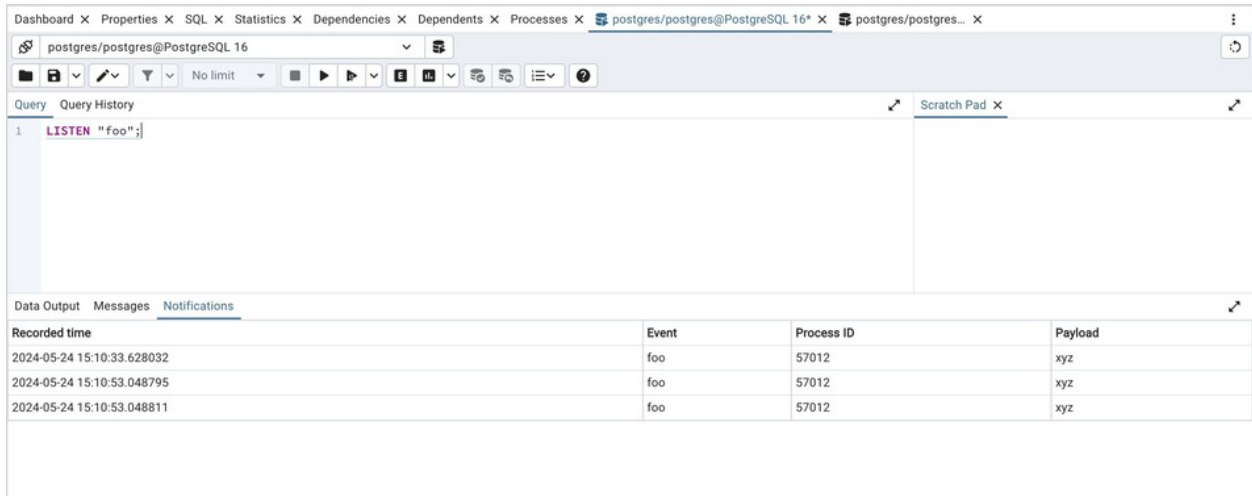 Dashboard X Properties X SQL X Statistics X Dependencies X Dependents X Processes X postgres/postgres@PostgreSQL 16* X postgres/postgres... X
postgres/postgres@PostgreSQL 16
No limit E
Query Query History Scratch Pad X
1 LISTEN "foo";
Data Output Messages Notifications
Recorded time Event Process ID Payload
2024-05-24 15:10:33.628032 foo 57012 xyz
2024-05-24 15:10:53.048795 foo 57012 xyz
2024-05-24 15:10:53.048811 foo 57012 xyz